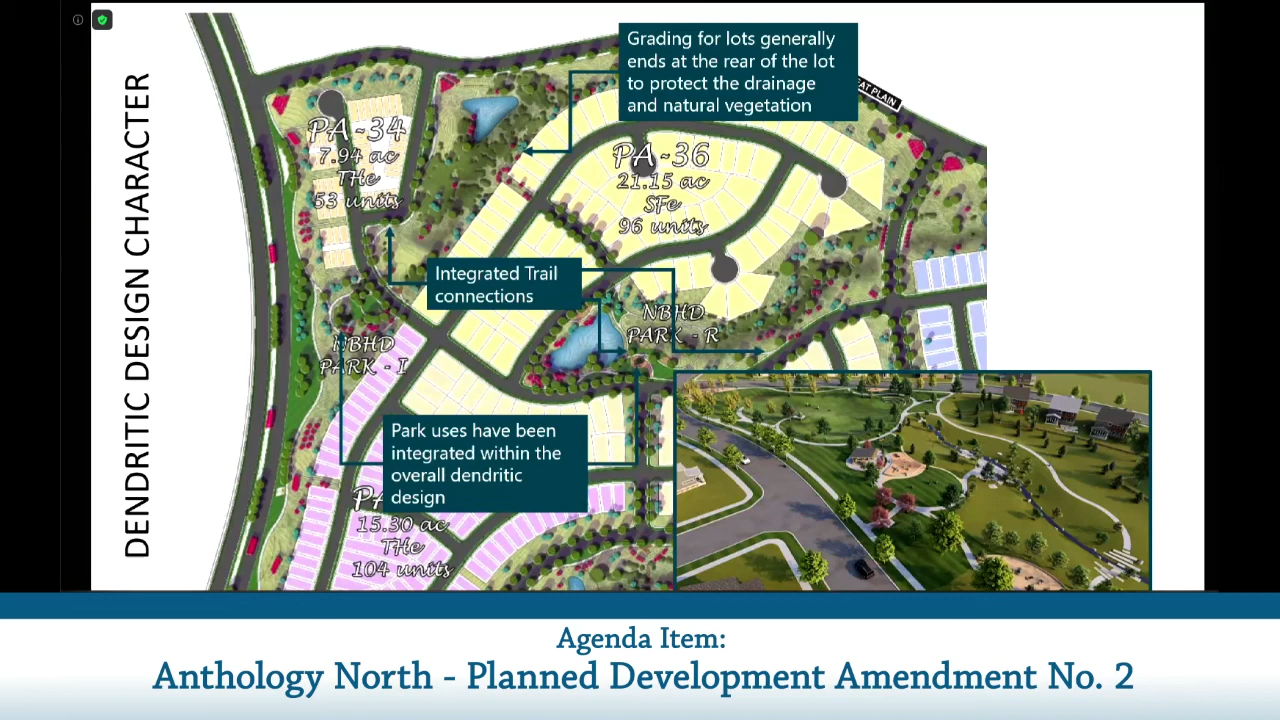 DENDRITIC DESIGN CHARACTER
Grading for lots generally
ends at the rear of the lot
to protect the drainage
and natural vegetation
AT PLAIN
PA-34
7.94 ac
THe
53 units
PA-36
21.15 ac
SFe
96 units
Integrated Trail
connections
NBHD
PARK - R
NBHD
PARK - I
Park uses have been
integrated within the
overall dendritic
design
PA
15.30 ac
THe
104 units
Agenda Item:
Anthology North - Planned Development Amendment No. 2